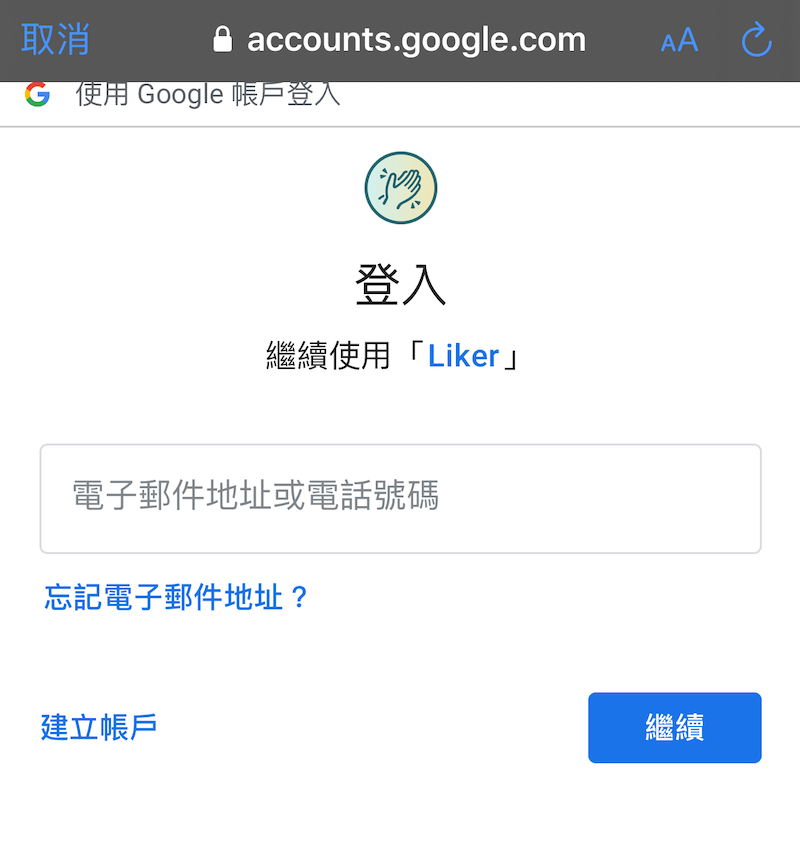 取消 accounts.google.com AA
使用 Google 帳戶登入
登入
繼續使用「Liker」
電子郵件地址或電話號碼
忘記電子郵件地址？
建立帳戶 繼續